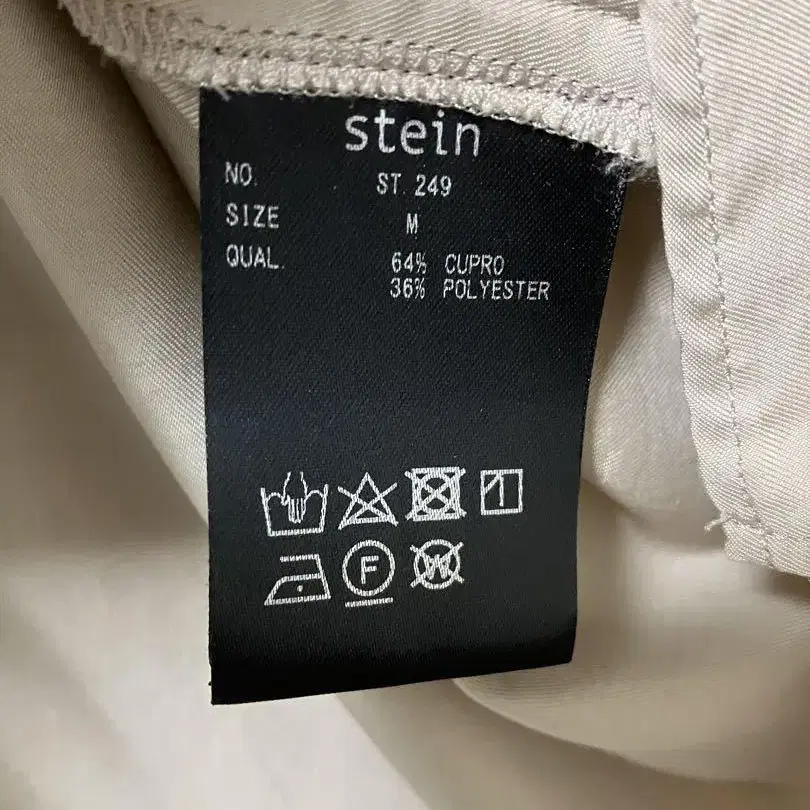 stein
NO. ST. 249
SIZE M
QUAL. 64% CUPRO
36% POLYESTER
F W